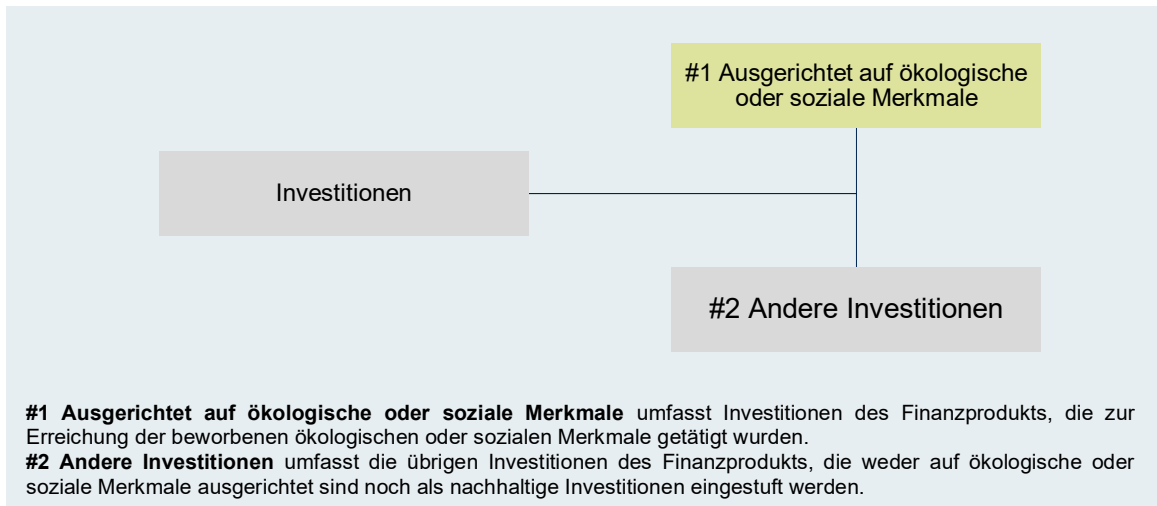 #1 Ausgerichtet auf ökologische
oder soziale Merkmale
Investitionen
#2 Andere Investitionen
#1 Ausgerichtet auf ökologische oder soziale Merkmale umfasst Investitionen des Finanzprodukts, die zur
Erreichung der beworbenen ökologischen oder sozialen Merkmale getätigt wurden.
#2 Andere Investitionen umfasst die übrigen Investitionen des Finanzprodukts, die weder auf ökologische oder
soziale Merkmale ausgerichtet sind noch als nachhaltige Investitionen eingestuft werden.